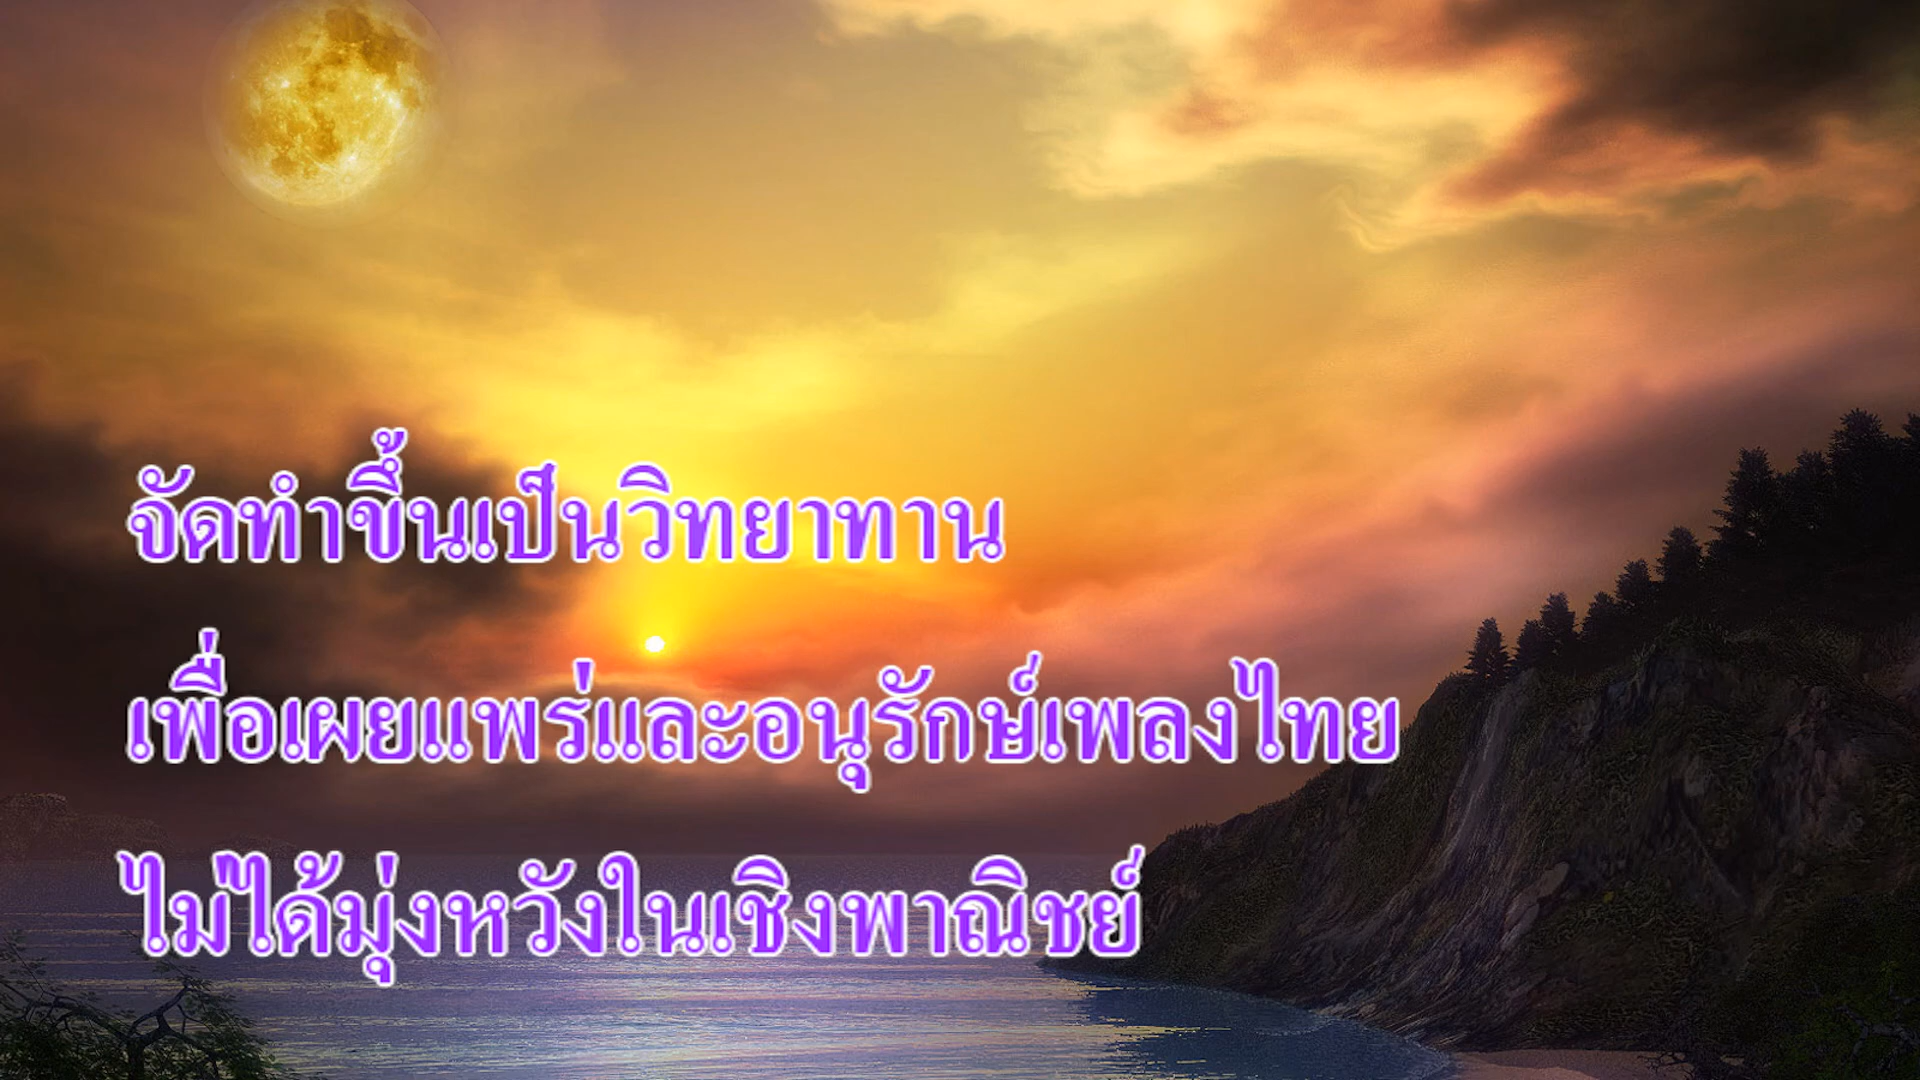 จัดทำขึ้นเป็นวิทยาทาน
เพื่อเผยแพร่และอนุรักษ์เพลงไทย
ไม่ได้มุ่งหวังในเชิงพาณิชย์